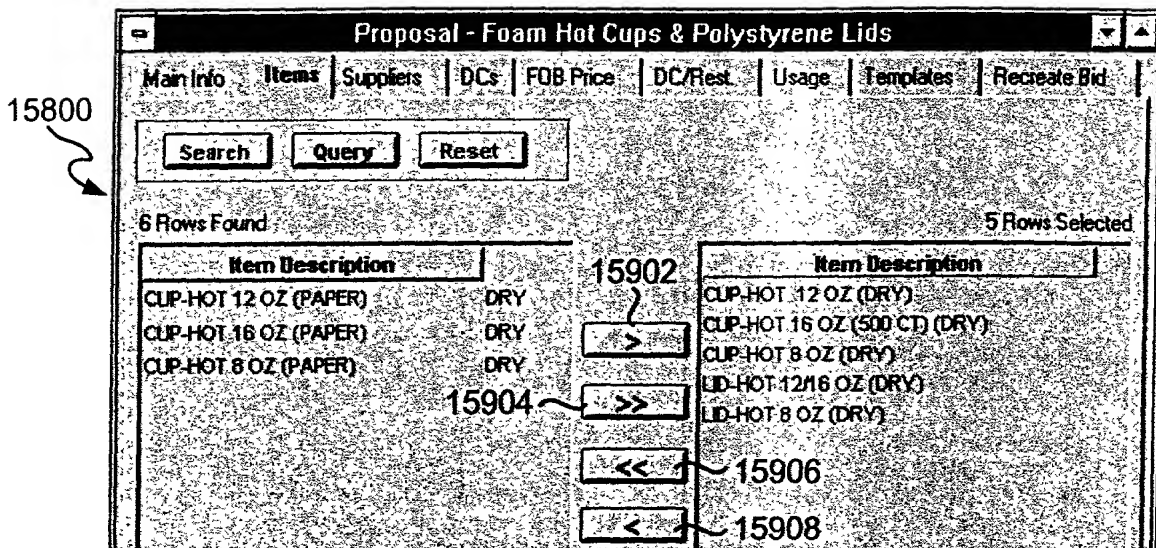 Proposal - Foam Hot Cups & Polystyrene Lids
Main Info Items Suppliers DCs FOB Price DC/Rest. Usage Templates Recreate Bid
15800
Search Query Reset
6 Rows Found
5 Rows Selected
Item Description
CUP-HOT 12 OZ (PAPER) DRY
CUP-HOT 16 OZ (PAPER) DRY
CUP-HOT 8 OZ (PAPER) DRY
15902
>
15904
>>
<<
15906
<
15908
Item Description
CUP-HOT 12 OZ (DRY)
CUP-HOT 16 OZ (500 CT) (DRY)
CUP-HOT 8 OZ (DRY)
LID-HOT 12/16 OZ (DRY)
LID-HOT 8 OZ (DRY)